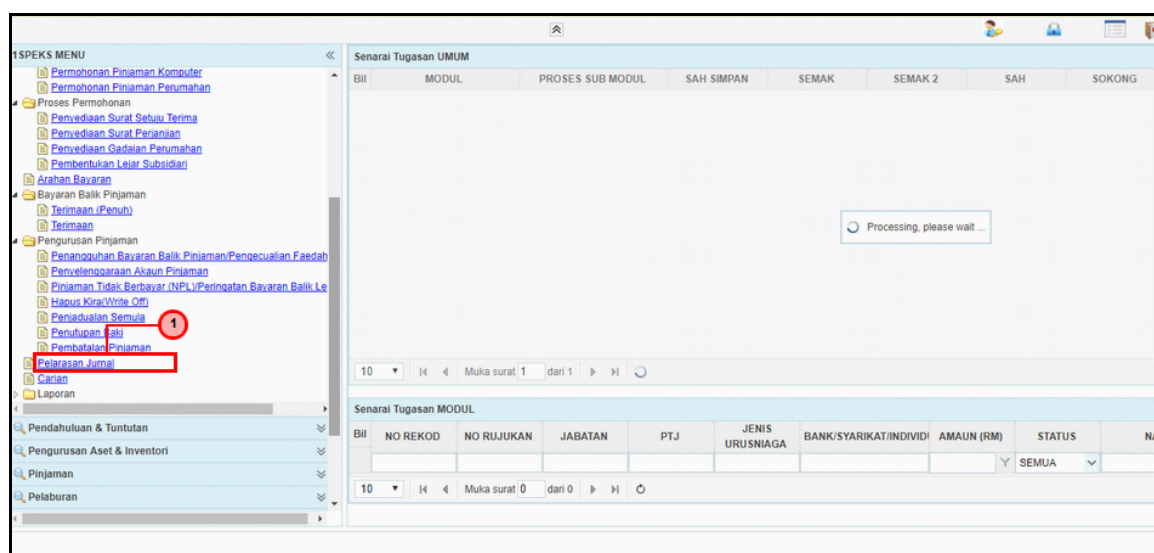 1SPEKS MENU
Permohonan Pinjaman Komputer
Permohonan Pinjaman Perumahan
Proses Permohonan
Penyediaan Surat Setuju Terima
Penyediaan Surat Perjanjian
Penyediaan Gadaian Perumahan
Pembentukan Lejar Subsidiari
Arahan Bayaran
Bayaran Balik Pinjaman
Terimaan (Penuh)
Terimaan
Pengurusan Pinjaman
Penangguhan Bayaran Balik Pinjaman/Pengecualian Faedah
Penyelenggaraan Akaun Pinjaman
Pinjaman Tidak Berbayar (NPL)/Peringatan Bayaran Balik Le
Hapus Kira(Write Off)
Penjadualan Semula
Penutupan Baki
1
Pembatalan Pinjaman
Pelarasan Jurnal
Carian
Laporan
Pendahuluan & Tuntutan
Pengurusan Aset & Inventori
Pinjaman
Pelaburan
Senarai Tugasan UMUM
Bil MODUL PROSES SUB MODUL SAH SIMPAN SEMAK SEMAK 2 SAH SOKONG
Processing, please wait ...
10 Muka surat 1 dari 1
Senarai Tugasan MODUL
Bil NO REKOD NO RUJUKAN JABATAN PTJ JENIS URUSNIAGA BANK/SYARIKAT/INDIVIDU AMAUN (RM) STATUS NA
SEMUA
10 Muka surat 0 dari 0